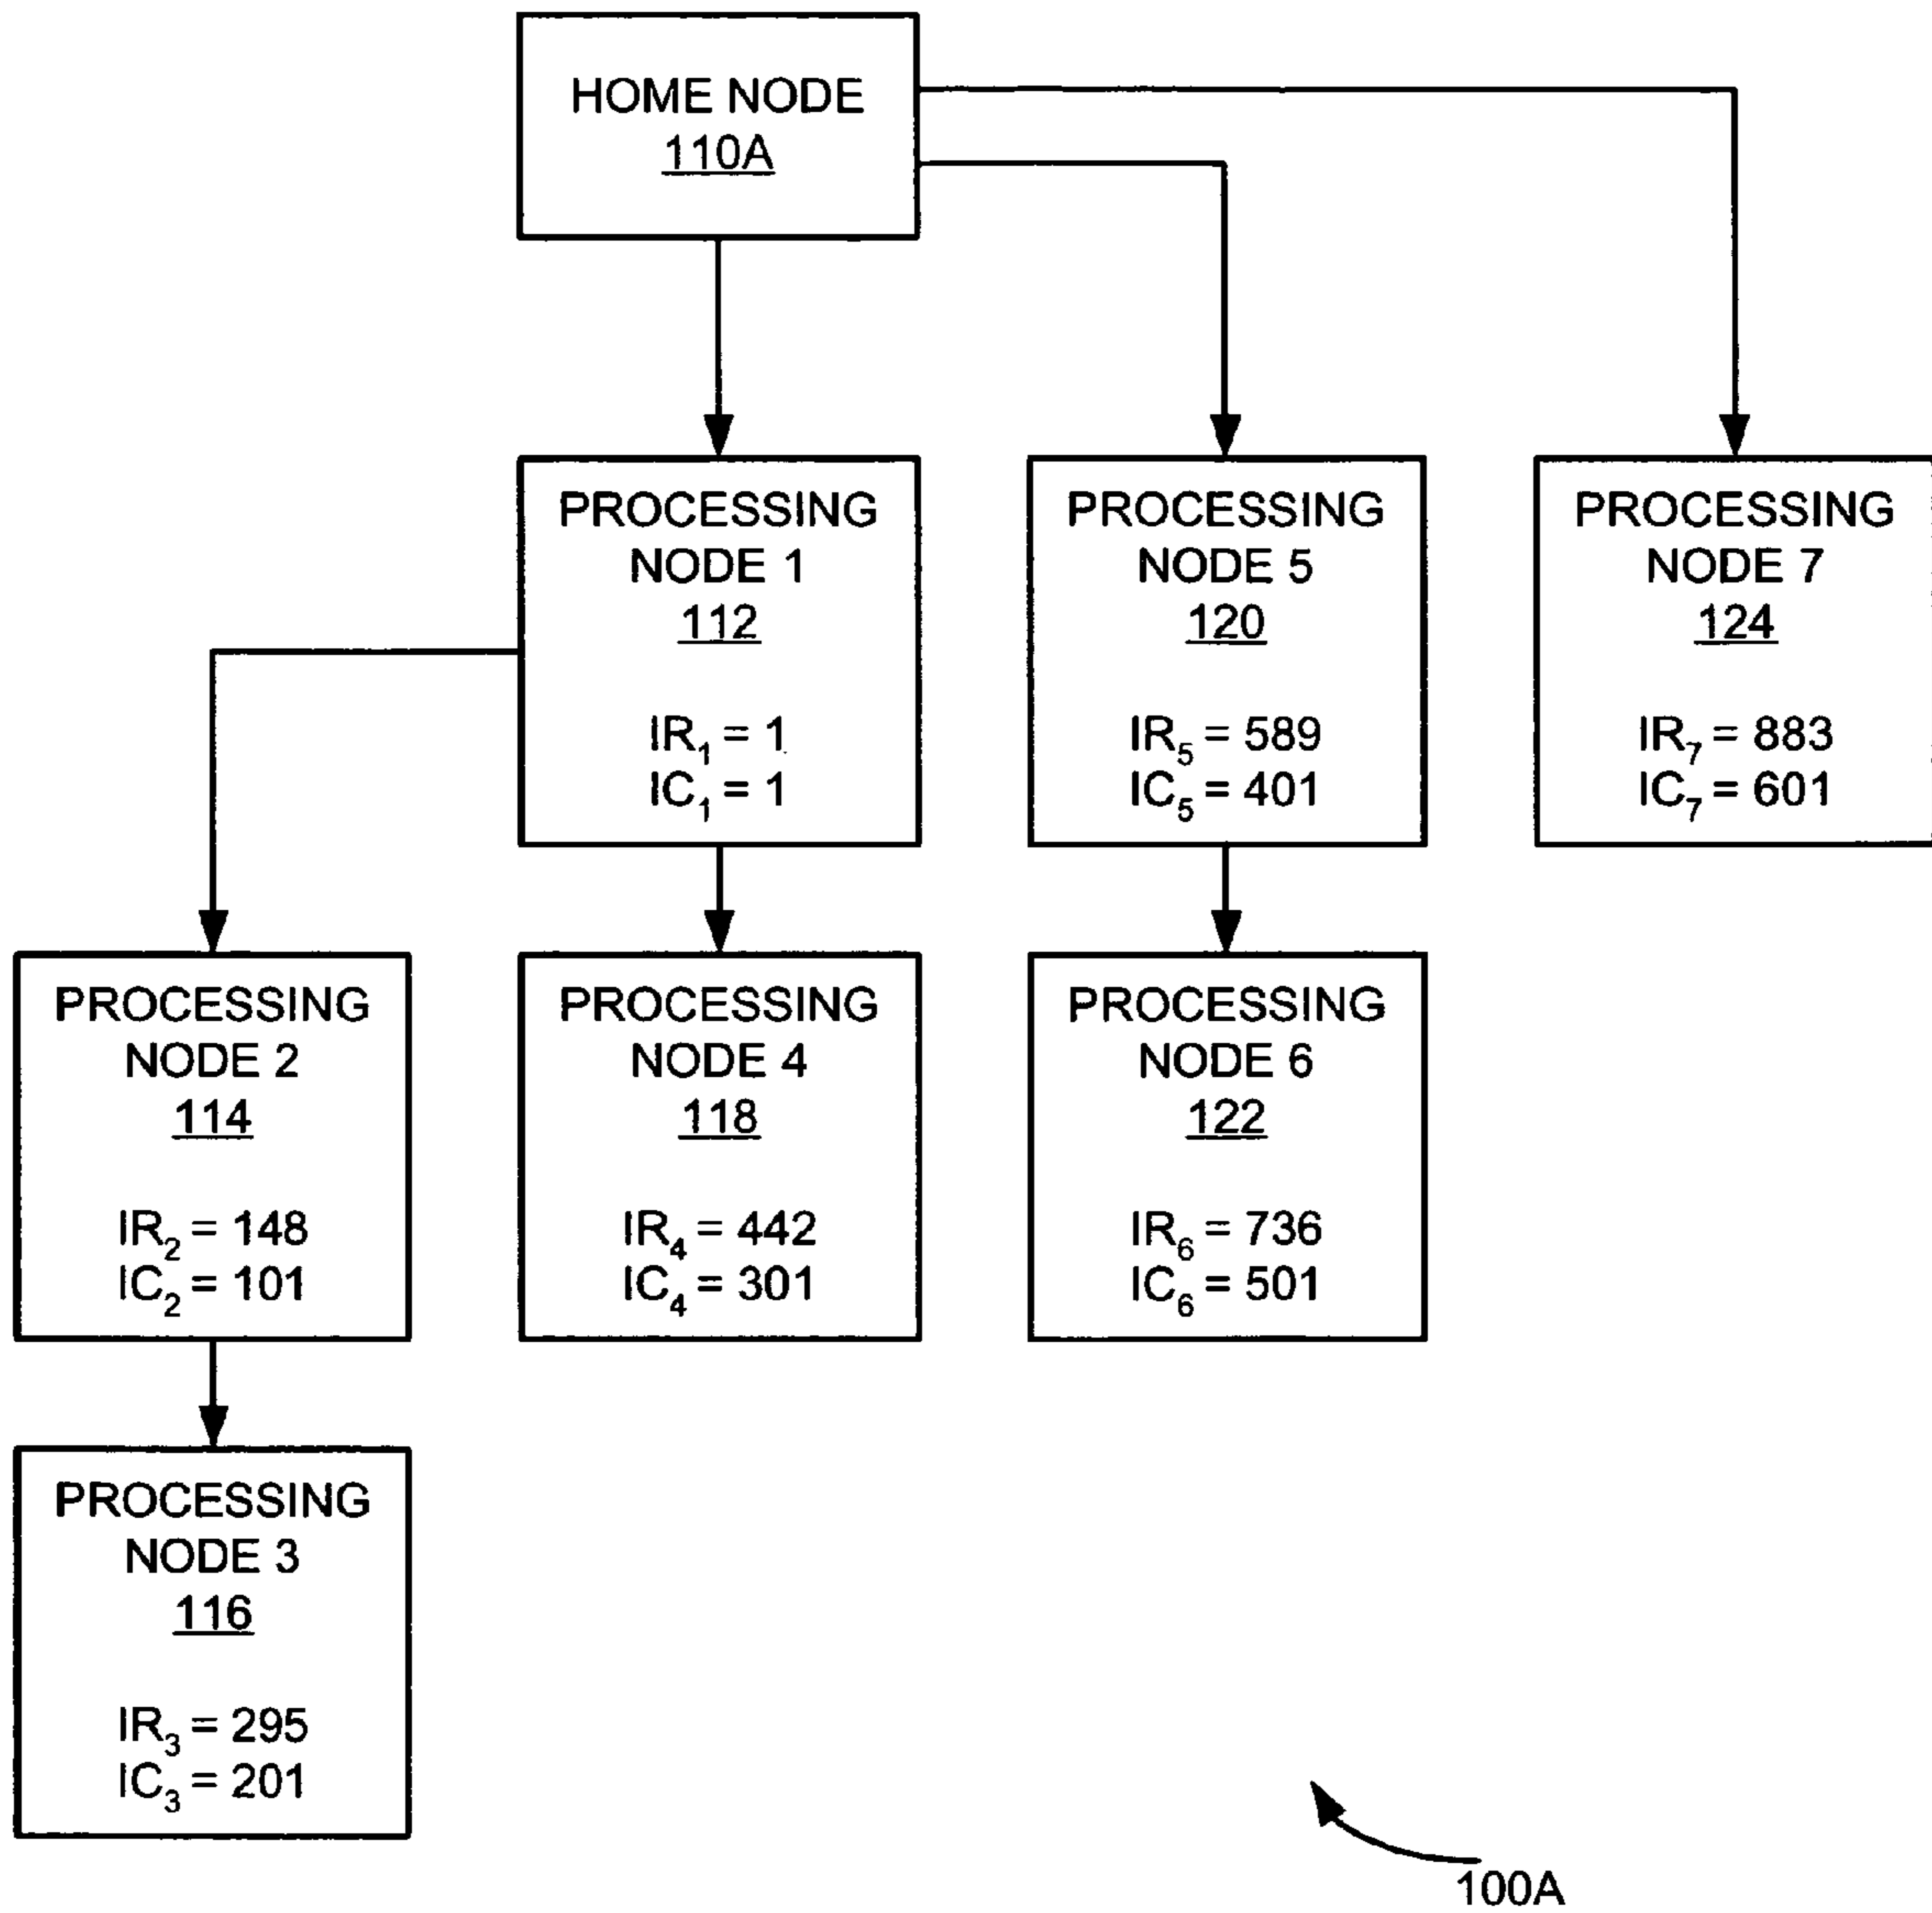 HOME NODE
110A
PROCESSING
NODE 1
112
IR₁ = 1
IC₁ = 1
PROCESSING
NODE 5
120
IR₅ = 589
IC₅ = 401
PROCESSING
NODE 7
124
IR₇ = 883
IC₇ = 601
PROCESSING
NODE 2
114
IR₂ = 148
IC₂ = 101
PROCESSING
NODE 4
118
IR₄ = 442
IC₄ = 301
PROCESSING
NODE 6
122
IR₆ = 736
IC₆ = 501
PROCESSING
NODE 3
116
IR₃ = 295
IC₃ = 201
100A